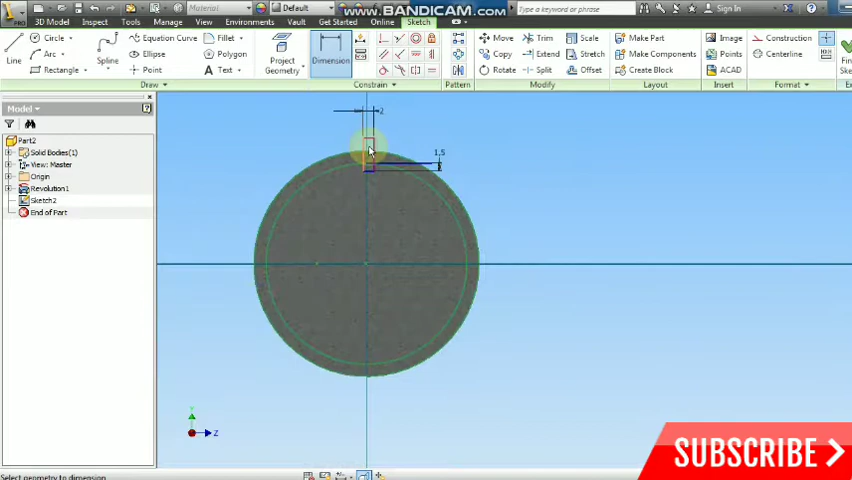 PRO
Material
Default
www.BANDICAM.com
Type a keyword or phrase
Sign In
3D Model Inspect Tools Manage View Environments Vault Get Started Online Sketch
Line
Circle
Arc
Rectangle
Spline
Equation Curve
Ellipse
Point
Fillet
Polygon
Text
Draw
Project
Geometry
Dimension
Constrain
Pattern
Move
Copy
Rotate
Trim
Extend
Split
Scale
Stretch
Offset
Modify
Make Part
Make Components
Create Block
Layout
Image
Points
ACAD
Insert
Construction
Centerline
Format
Model
Part2
Solid Bodies(1)
View: Master
Origin
Revolution1
Sketch2
End of Part
2
1,5
Z
SUBSCRIBE
Select geometry to dimension